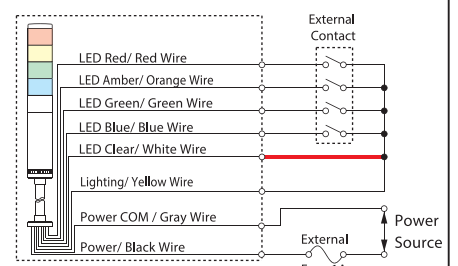 External
Contact
LED Red/ Red Wire
LED Amber/ Orange Wire
LED Green/ Green Wire
LED Blue/ Blue Wire
LED Clear/ White Wire
Lighting/ Yellow Wire
Power COM / Gray Wire
Power
Source
External
Power/ Black Wire